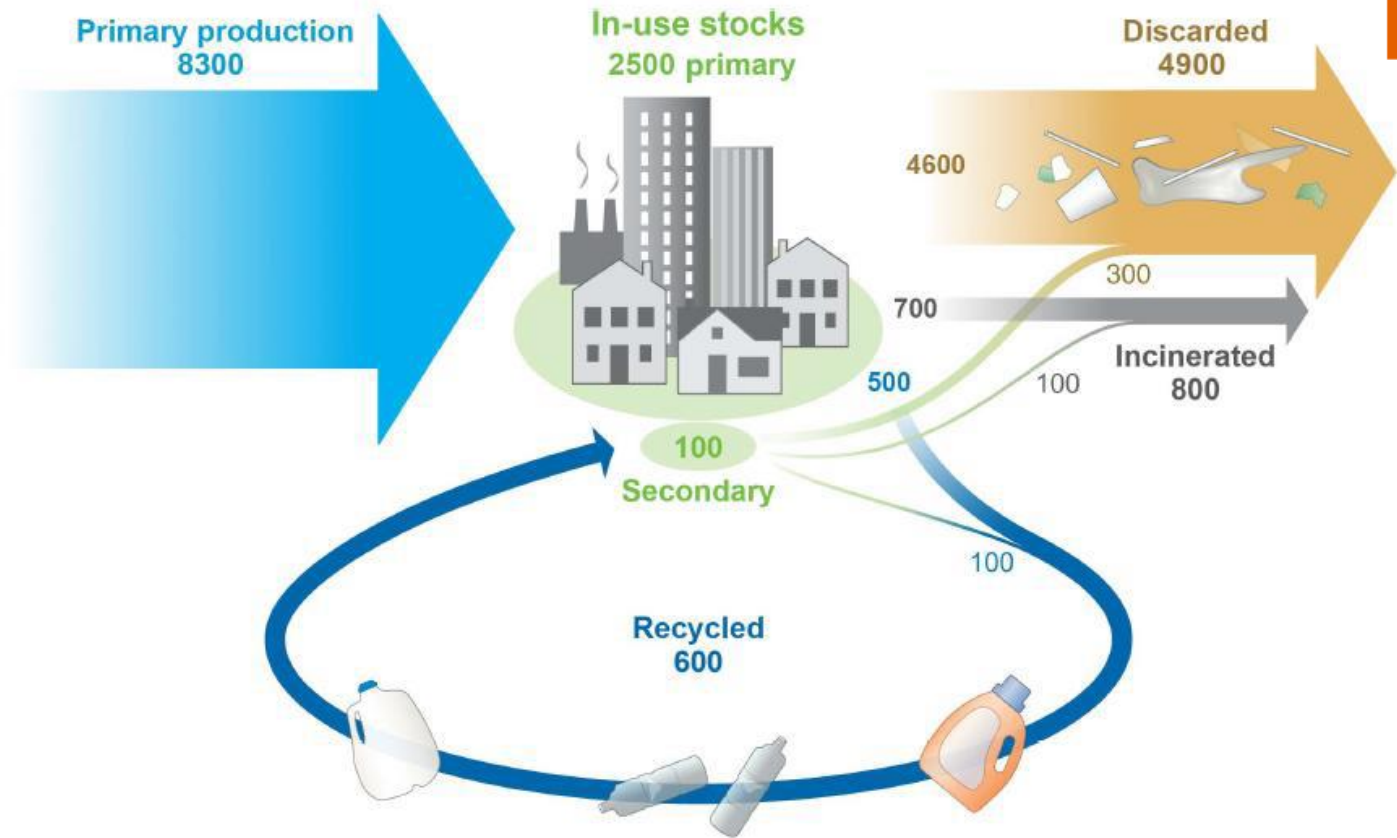 Primary production
8300
In-use stocks
2500 primary
Discarded
4900
4600
300
700
Incinerated
800
500
100
100
Secondary
100
Recycled
600